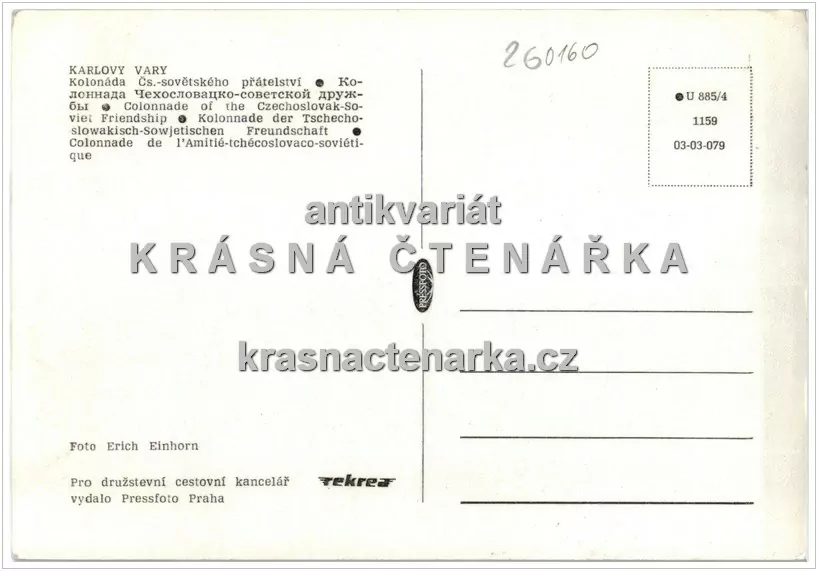 260160
KARLOVY VARY
Kolonáda Čs.-sovětského přátelství ● Ко-
лоннада Чехословацко-советской друж-
бы ● Colonnade of the Czechoslovak-So-
viet Friendship ● Kolonnade der Tschecho-
slowakisch-Sowjetischen Freundschaft ●
Colonnade de l'Amitié-tchécoslovaco-soviéti-
que
● U 885/4
1159
03-03-079
antikvariát
KRÁSNÁ ČTENÁŘKA
PRESSFOTO
krasnactenarka.cz
Foto Erich Einhorn
Pro družstevní cestovní kancelář rekrea
vydalo Pressfoto Praha